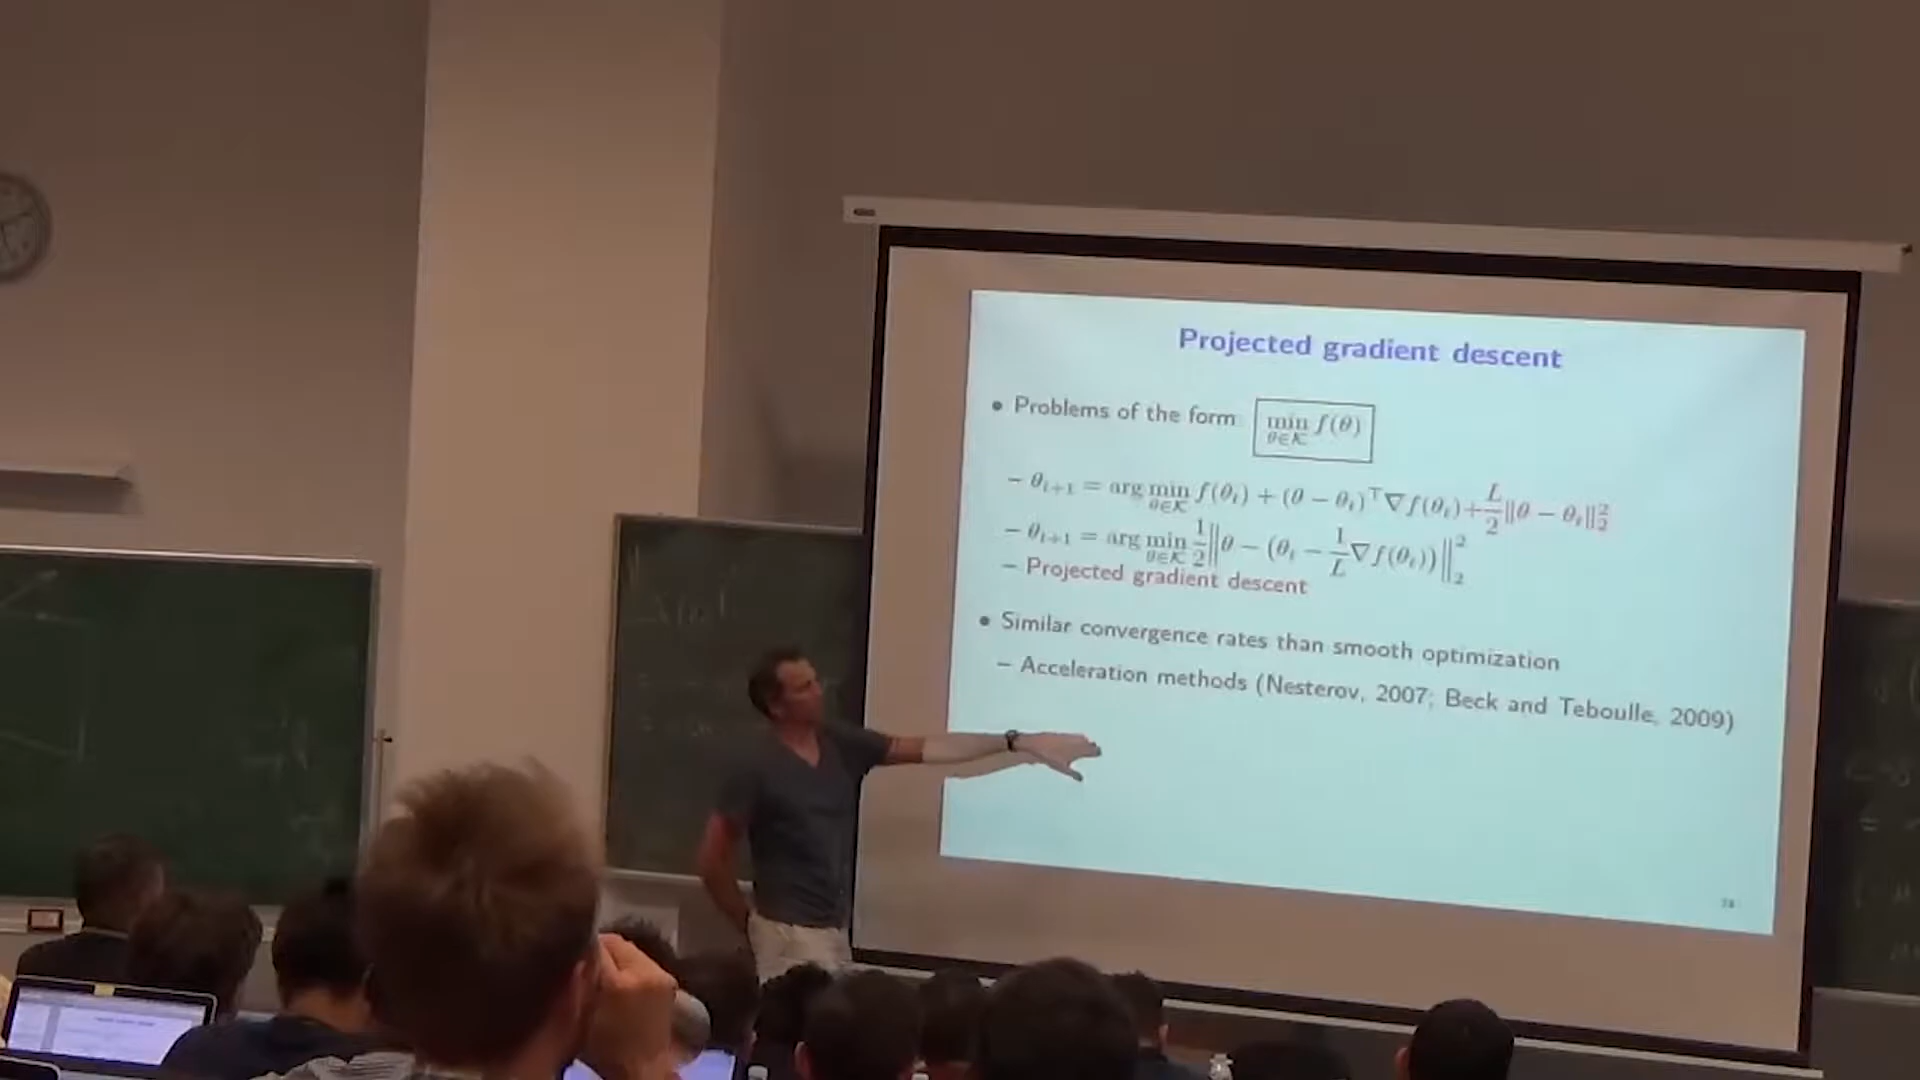 Projected gradient descent
• Problems of the form min_{θ∈K} f(θ)
– θ_{t+1} = arg min_{θ∈K} f(θ_t) + (θ − θ_t)^⊤∇f(θ_t)+ L/2 ‖θ − θ_t‖_2^2
– θ_{t+1} = arg min_{θ∈K} 1/2 ‖θ − (θ_t − 1/L ∇f(θ_t))‖_2^2
– Projected gradient descent
• Similar convergence rates than smooth optimization
– Acceleration methods (Nesterov, 2007; Beck and Teboulle, 2009)